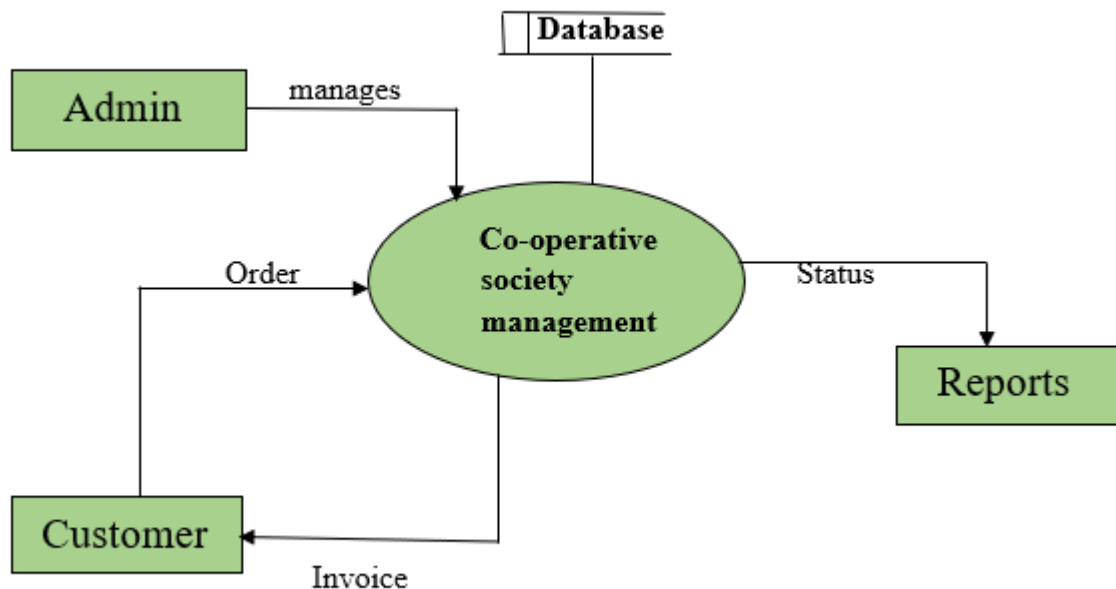 Database
Admin
manages
Co-operative
society
management
Order
Status
Reports
Customer
Invoice